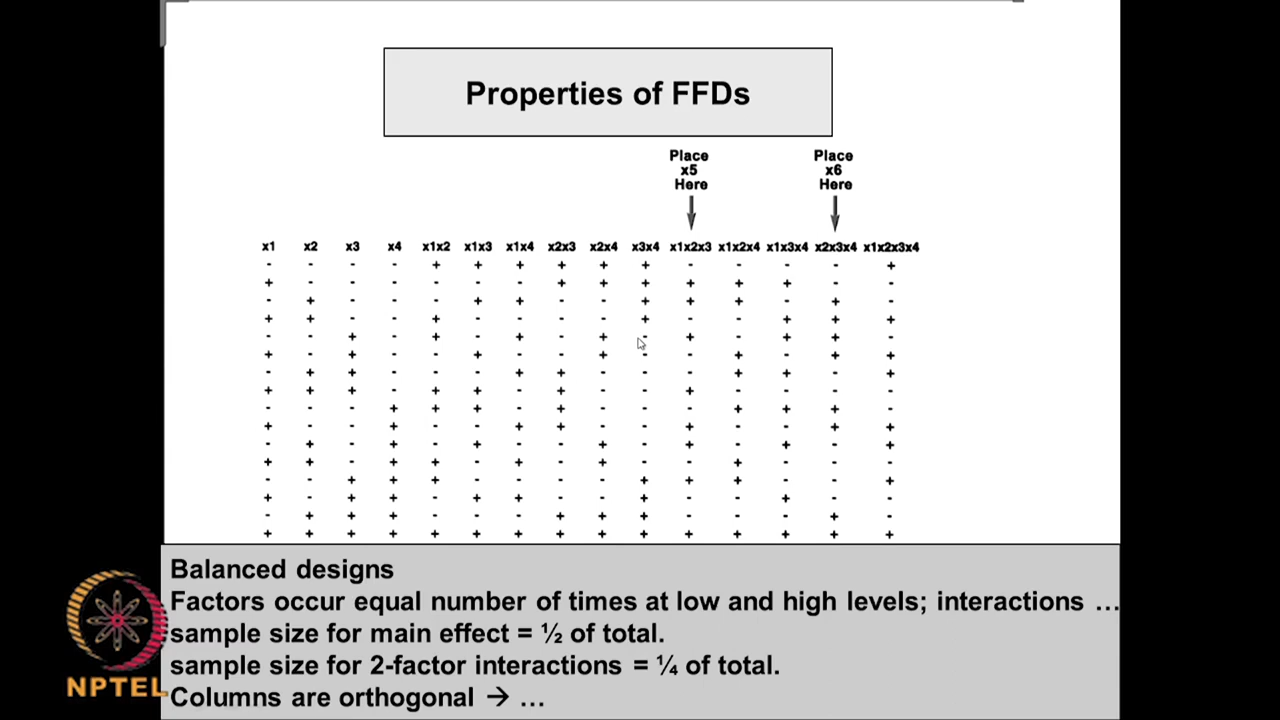 Properties of FFDs
Place
x5
Here
Place
x6
Here
x1 x2 x3 x4 x1x2 x1x3 x1x4 x2x3 x2x4 x3x4 x1x2x3 x1x2x4 x1x3x4 x2x3x4 x1x2x3x4
- - - - + + + + + + - - - - +
+ - - - - - - + + + + + + - -
- + - - - + + - - + + + - + -
+ + - - + - - - - + - - + + +
- - + - + - + - + - + - + + -
+ - + - - + - - + - - + - + +
- + + - - - + + - - - + + - +
+ + + - + + - + - - + - - - -
- - - + + + - + - - - + + + -
+ - - + - - + + - - + - - + +
- + - + - + - - + - + - + - +
+ + - + + - + - + - - + - - -
- - + + + - - - - + + + - - +
+ - + + - + + - - + - - + - -
- + + + - - - + + + - - - + -
+ + + + + + + + + + + + + + +
Balanced designs
Factors occur equal number of times at low and high levels; interactions …
sample size for main effect = ½ of total.
sample size for 2-factor interactions = ¼ of total.
Columns are orthogonal → …
NPTEL